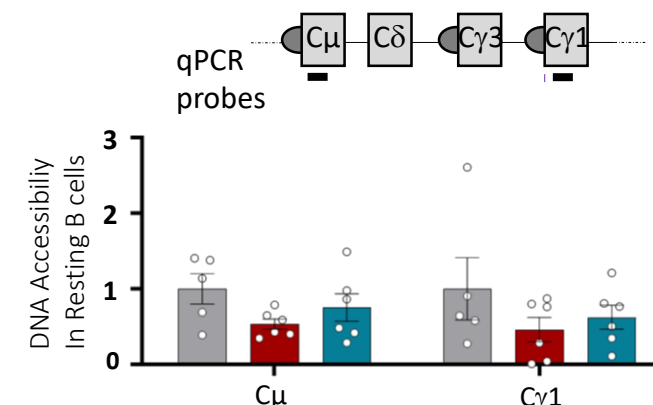 Cμ Cδ Cγ3 Cγ1
qPCR
probes
DNA Accessibiliy
In Resting B cells
3
2
1
0
Cμ Cγ1